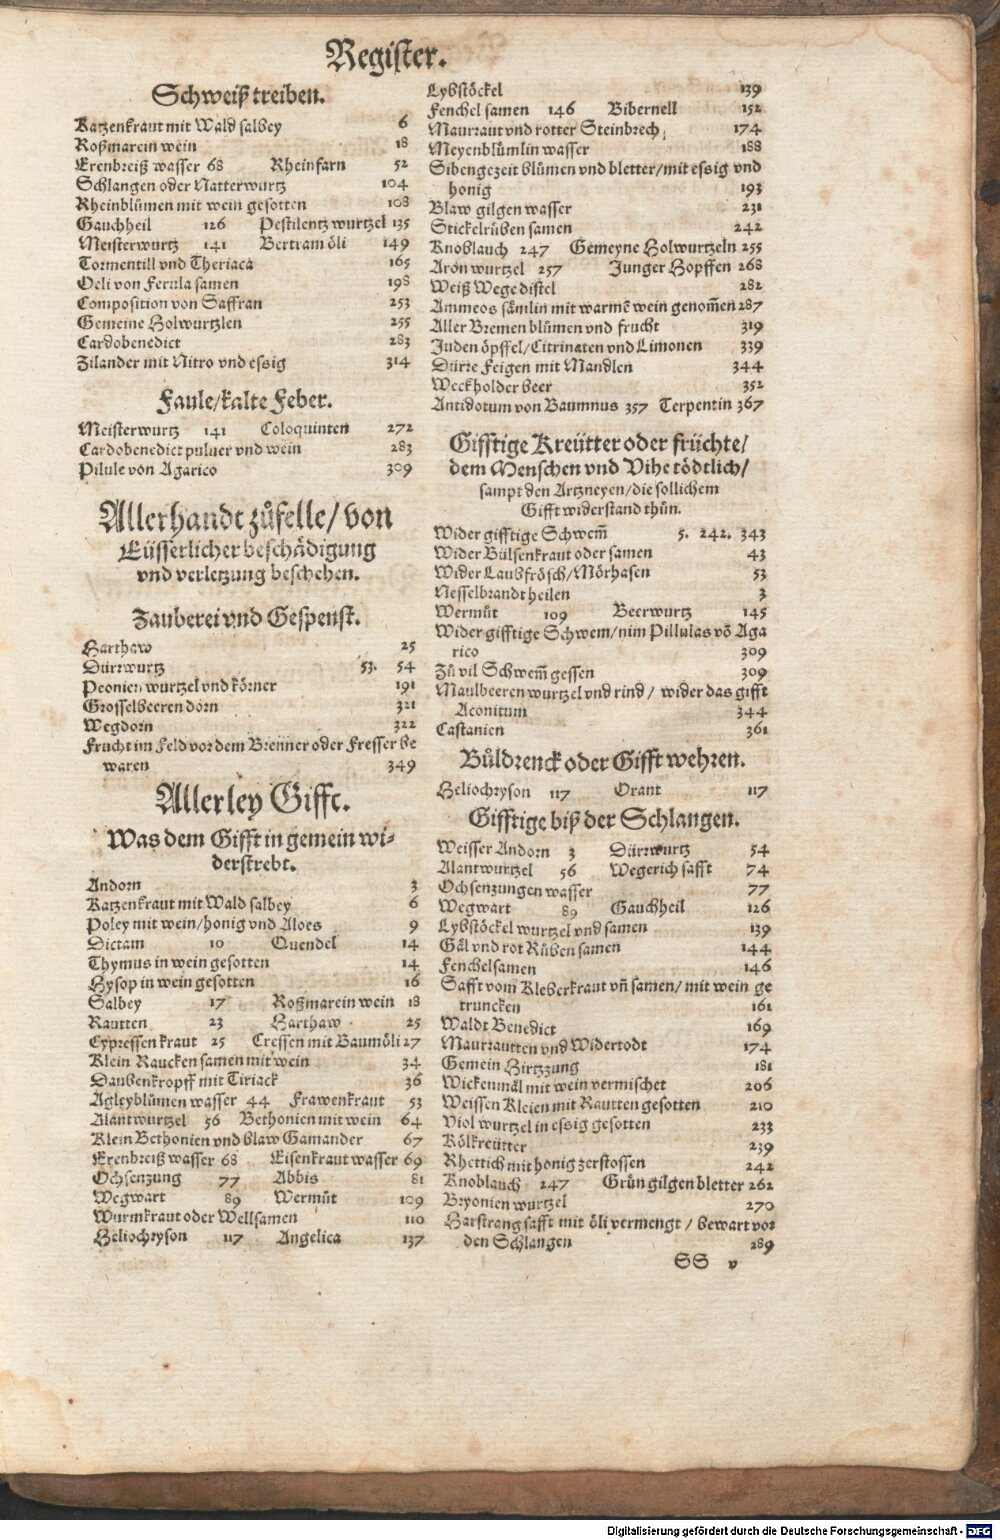 Register.
Schweiß treiben.
Katzenkraut mit Wald salbey 6
Roßmarein wein 18
Erenbreiß wasser 68 Rheinfarn 52
Schlangen oder Natterwurtz 104
Rheinblůmen mit wein gesotten 108
Gauchheil 126 Pestilentz wurtzel 135
Meisterwurtz 141 Bertram öli 149
Tormentill vnd Theriaca 165
Oeli von Ferula samen 198
Composition von Saffran 253
Gemeine Holwurtzlen 255
Cardobenedict 283
Zilander mit Nitro vnd essig 314
Faule/kalte Feber.
Meisterwurtz 141 Coloquinten 272
Cardobenedict puluer vnd wein 283
Pilule von Agarico 309
Allerhandt zůfelle/von
Eüsserlicher beschädigung
vnd verletzung beschehen.
Zauberei vnd Gespenst.
Harthaw 25
Dürrwurtz 53. 54
Peonien wurtzel vnd körner 191
Grosselbeeren dorn 321
Wegdorn 322
Frucht im Feld vor dem Brenner oder Fresser be
waren 349
Allerley Gifft.
Was dem Gifft in gemein wi-
derstrebt.
Andorn 3
Katzenkraut mit Wald salbey 6
Poley mit wein/honig vnd Aloes 9
Dictam 10 Quendel 14
Thymus in wein gesotten 14
Hysop in wein gesotten 16
Salbey 17 Roßmarein wein 18
Rautten 23 Harthaw 25
Cypressen kraut 25 Cressen mit Baumöli 27
Klein Raucken samen mit wein 34
Daubenkropff mit Tiriack 36
Agleyblůmen wasser 44 Frawenkraut 53
Alantwurtzel 56 Bethonien mit wein 64
Klein Bethonien vnd blaw Gamander 67
Erenbreiß wasser 68 Eisenkraut wasser 69
Ochsenzung 77 Abbis 81
Wegwart 89 Wermůt 109
Wurmkraut oder Wellsamen 110
Heliochryson 117 Angelica 137
Lybstöckel 139
Fenchel samen 146 Bibernell 152
Maurraut vnd rotter Steinbrech 174
Meyenblümlin wasser 188
Sibengezeit blůmen vnd bletter/mit essig vnd
honig 193
Blaw gilgen wasser 231
Stickelrüben samen 242
Knoblauch 247 Gemeyne Holwurtzeln 255
Aron wurtzel 257 Junger Hopffen 268
Weiß Wege distel 282
Ammeos sämlin mit warmē wein genom̄en 287
Aller Bremen blůmen vnd frucht 319
Juden öpffel/Citrinaten vnd Limonen 339
Dürre Feigen mit Mandlen 344
Weckholder beer 352
Antidotum von Baumnus 357 Terpentin 367
Gifftige Kreütter oder früchte/
dem Menschen vnd Vihe tödtlich/
sampt den Artzneyen/die sollichem
Gifft widerstand thůn.
Wider gifftige Schwem̄ 5. 242. 343
Wider Bülsenkraut oder samen 43
Wider Laubfrösch/Mörhasen 53
Nesselbrandt heilen 3
Wermůt 109 Beerwurtz 145
Wider gifftige Schwem/nim Pillulas vō Aga
rico 309
Zů vil Schwem̄ gessen 309
Maulbeeren wurtzel vnd rind/ wider das gifft
Aconitum 344
Castanien 361
Bůldrenck oder Gifft wehren.
Heliochryson 117 Orant 117
Gifftige biß der Schlangen.
Weisser Andorn 3 Dürrwurtz 54
Alantwurtzel 56 Wegerich safft 74
Ochsenzungen wasser 77
Wegwart 89 Gauchheil 126
Lybstöckel wurtzel vnd samen 139
Gäl vnd rot Rüben samen 144
Fenchelsamen 146
Safft vom Kleberkraut vn̄ samen/ mit wein ge
truncken 161
Waldt Benedict 169
Maurrautten vnd Widertodt 174
Gemein Hirtzzung 181
Wickenmäl mit wein vermischet 206
Weissen Kleien mit Rautten gesotten 210
Viol wurtzel in essig gesotten 233
Kölkreütter 239
Rhettich mit honig zerstossen 242
Knoblauch 247 Grün gilgen bletter 262
Bryonien wurtzel 270
Harstrang safft mit öli vermengt / bewart vor
den Schlangen 289
SS v
Digitalisierung gefördert durch die Deutsche Forschungsgemeinschaft - DFG